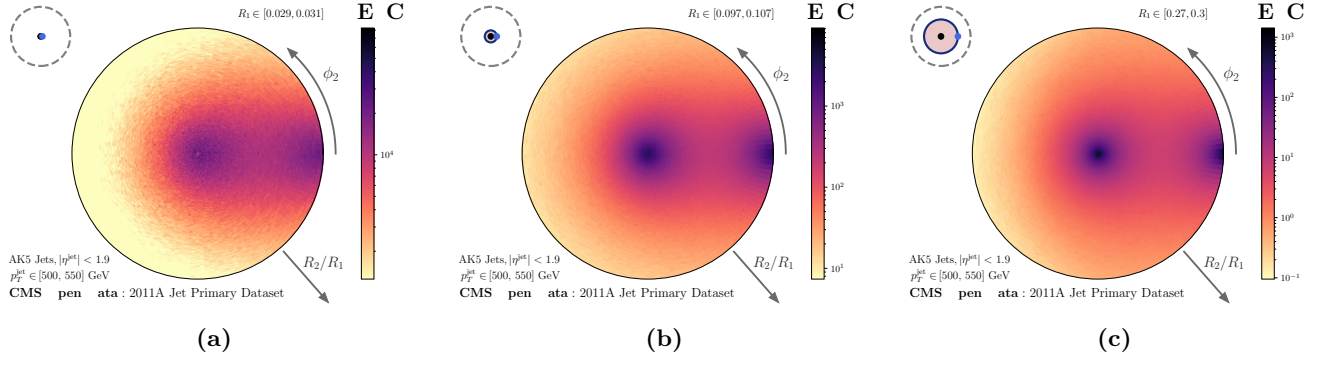 R₁ ∈ [0.029, 0.031]
E C
ϕ₂
10⁴
AK5 Jets, |η^jet| < 1.9
p_T^jet ∈ [500, 550] GeV
R₂/R₁
CMS pen ata : 2011A Jet Primary Dataset
(a)
R₁ ∈ [0.097, 0.107]
E C
ϕ₂
10³
10²
10¹
AK5 Jets, |η^jet| < 1.9
p_T^jet ∈ [500, 550] GeV
R₂/R₁
CMS pen ata : 2011A Jet Primary Dataset
(b)
R₁ ∈ [0.27, 0.3]
E C
ϕ₂
10³
10²
10¹
10⁰
10⁻¹
AK5 Jets, |η^jet| < 1.9
p_T^jet ∈ [500, 550] GeV
R₂/R₁
CMS pen ata : 2011A Jet Primary Dataset
(c)